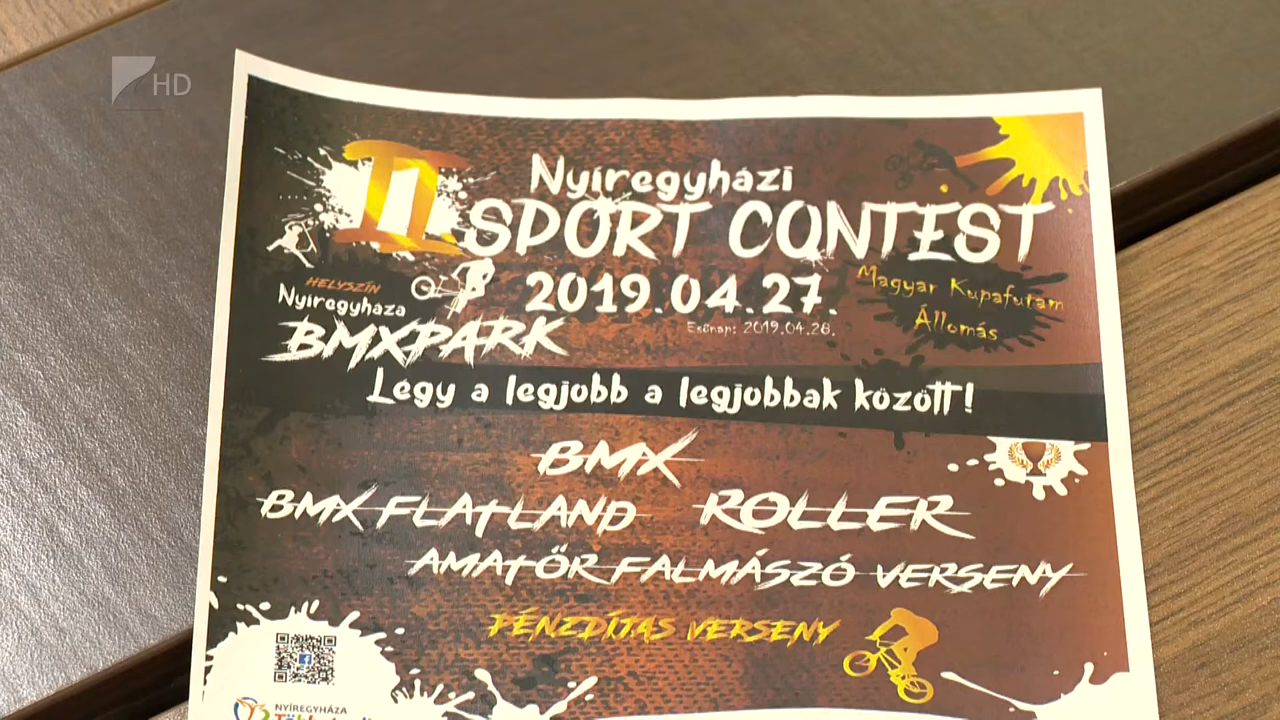 HD
II
Nyíregyházi
SPORT CONTEST
2019.04.27.
Esőnap: 2019.04.28.
Magyar Kupafutam
Állomás
HELYSZÍN
Nyíregyháza
BMXPARK
Légy a legjobb a legjobbak között!
BMX
BMX FLATLAND ROLLER
AMATŐR FALMÁSZÓ VERSENY
PÉNZDÍJAS VERSENY
NYÍREGYHÁZA